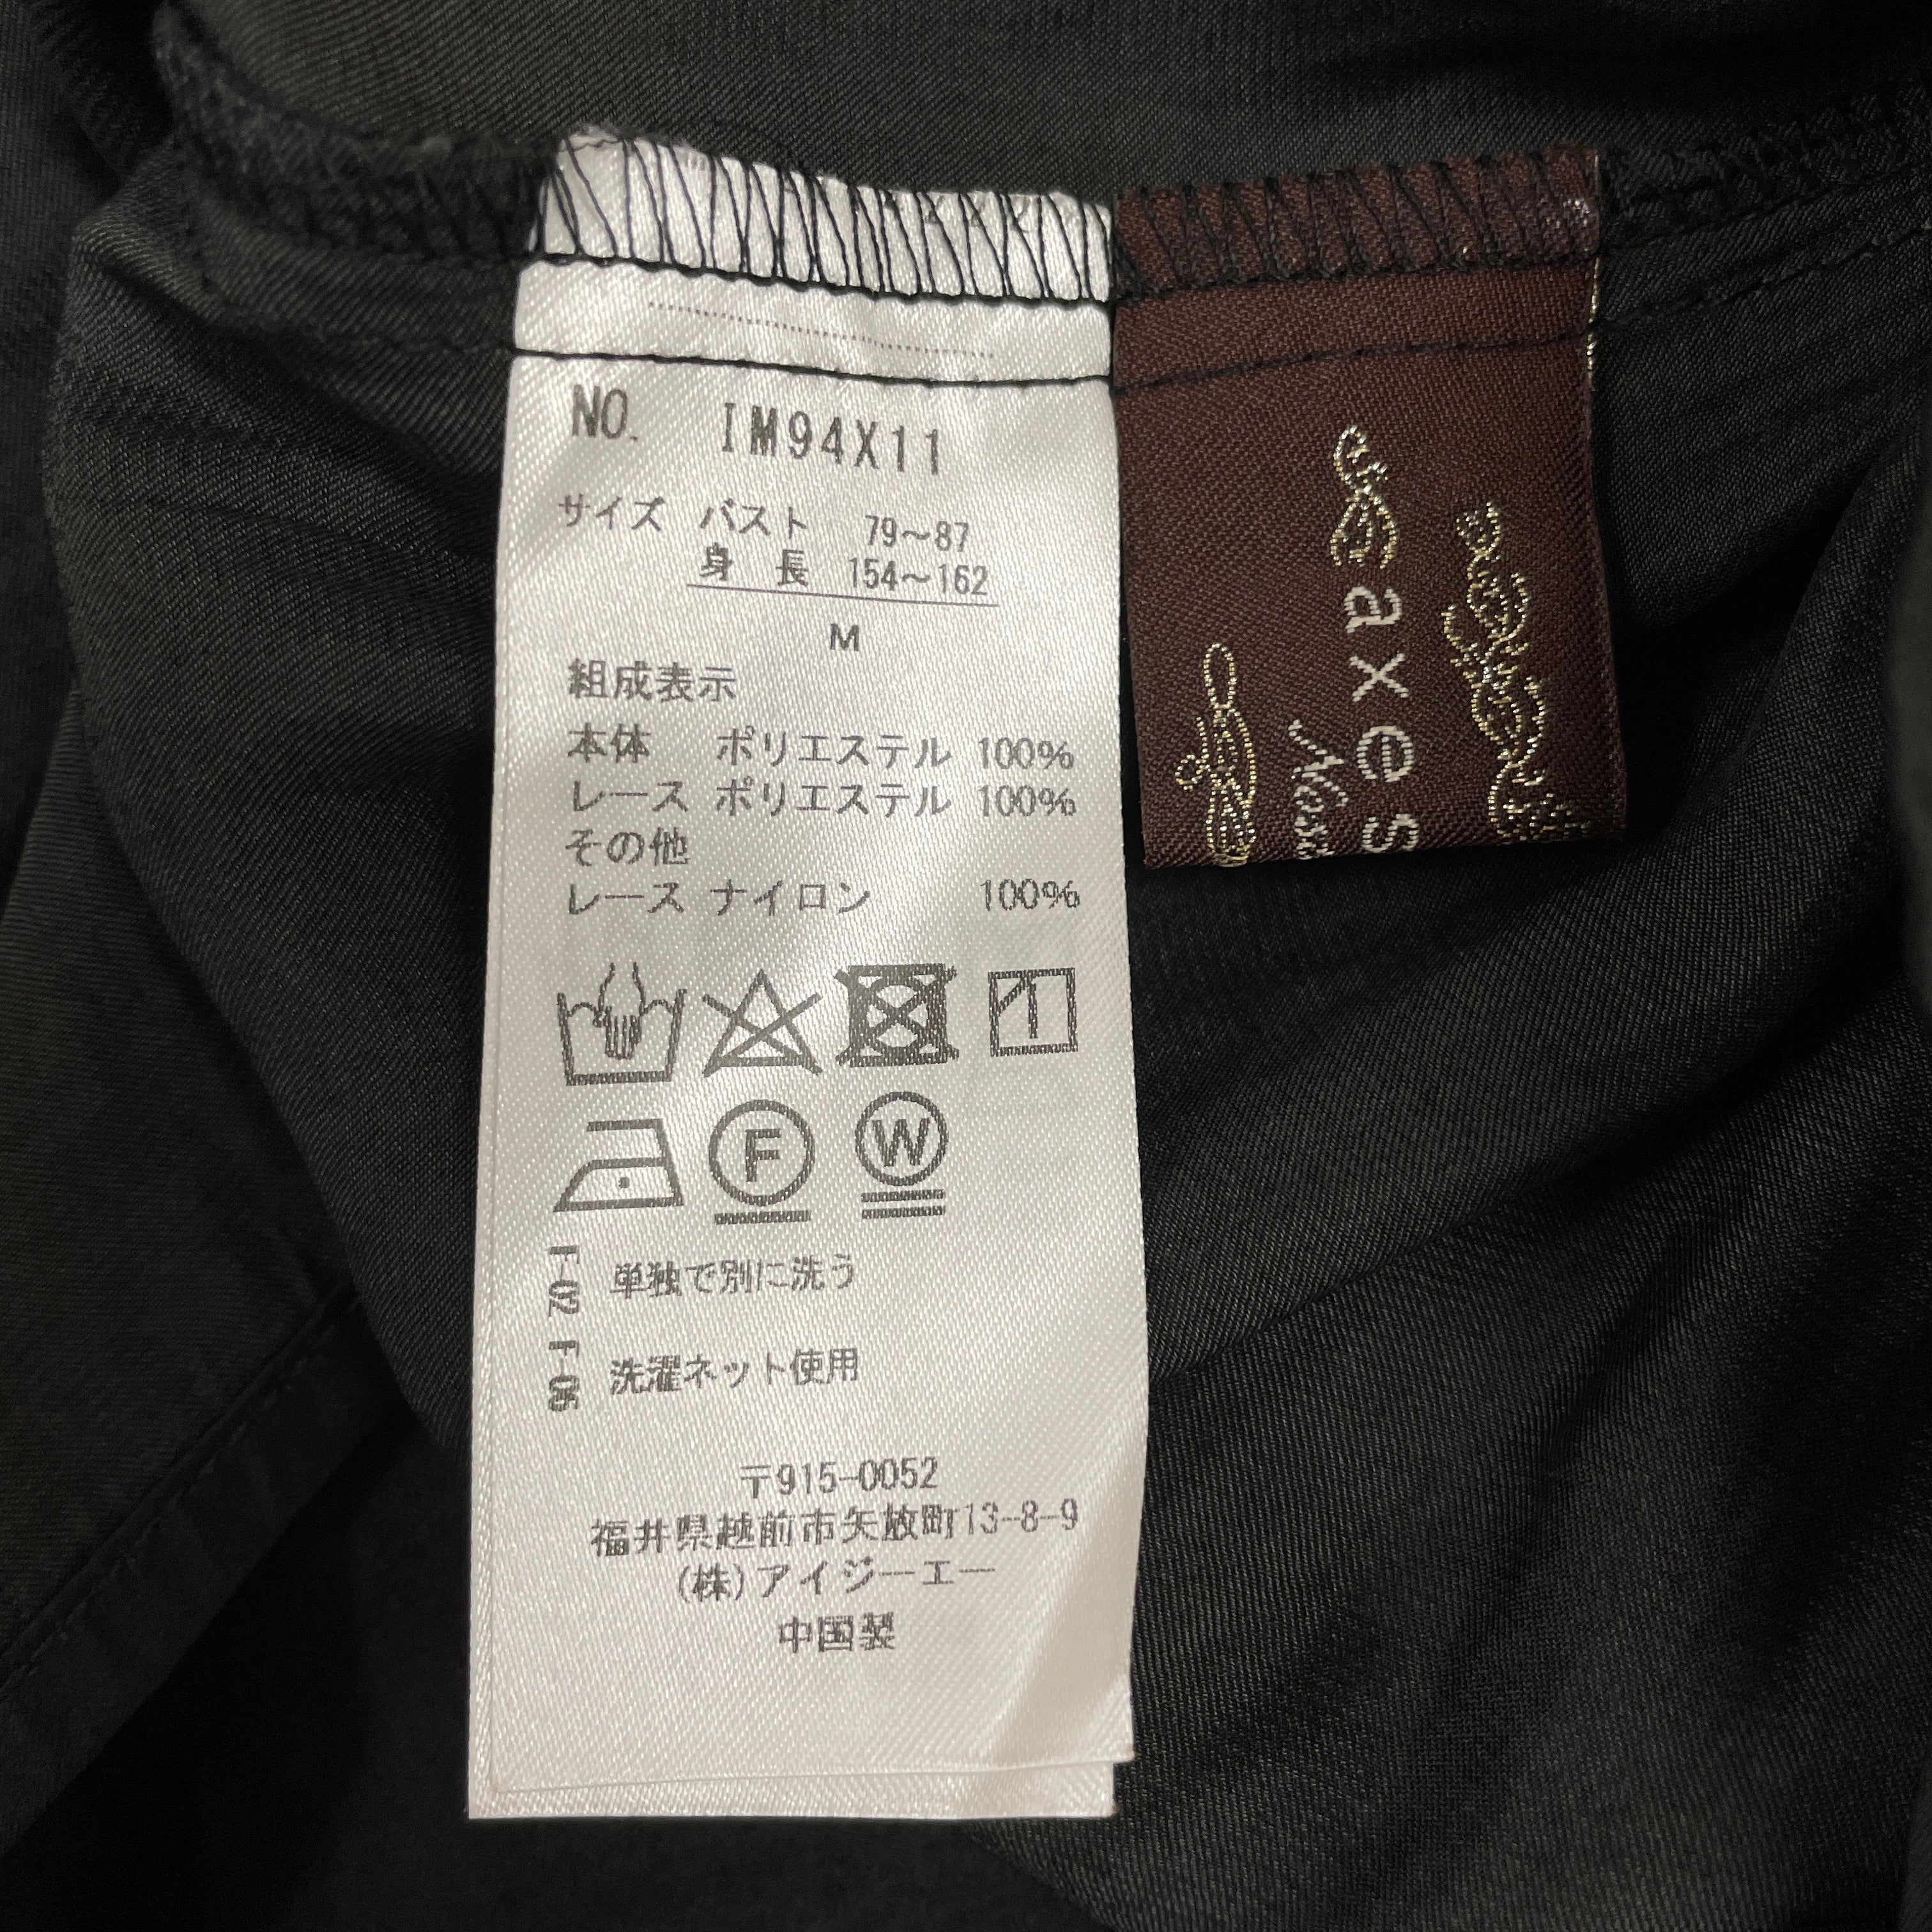 NO. IM94X11
サイズ バスト 79～87
身長 154～162
M
組成表示
本体 ポリエステル 100%
レース ポリエステル 100%
その他
レース ナイロン 100%
F
W
F-02 単独で別に洗う
F-06 洗濯ネット使用
〒915-0052
福井県越前市矢放町13-8-9
(株)アイジーエー
中国製
axes